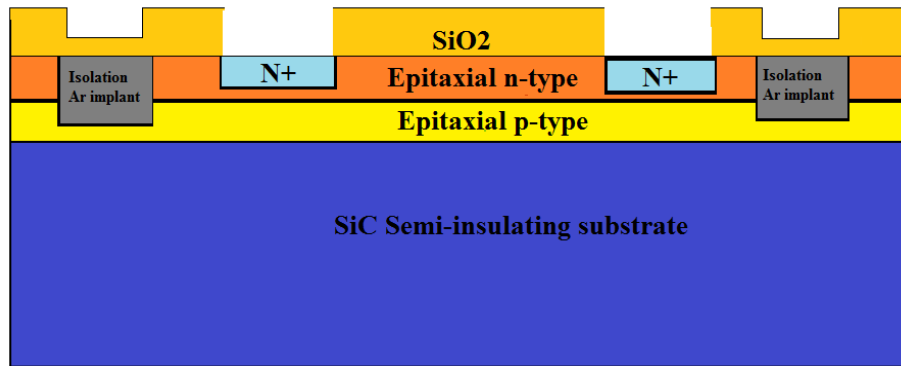 SiO2
Isolation
Ar implant
N+
Epitaxial n-type
N+
Isolation
Ar implant
Epitaxial p-type
SiC Semi-insulating substrate